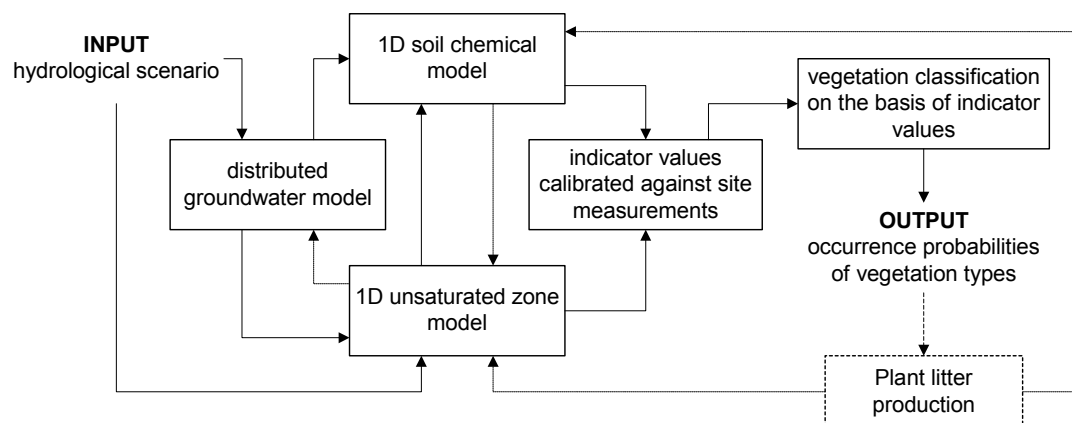 INPUT
hydrological scenario
1D soil chemical
model
vegetation classification
on the basis of indicator
values
distributed
groundwater model
indicator values
calibrated against site
measurements
OUTPUT
occurrence probabilities
of vegetation types
1D unsaturated zone
model
Plant litter
production